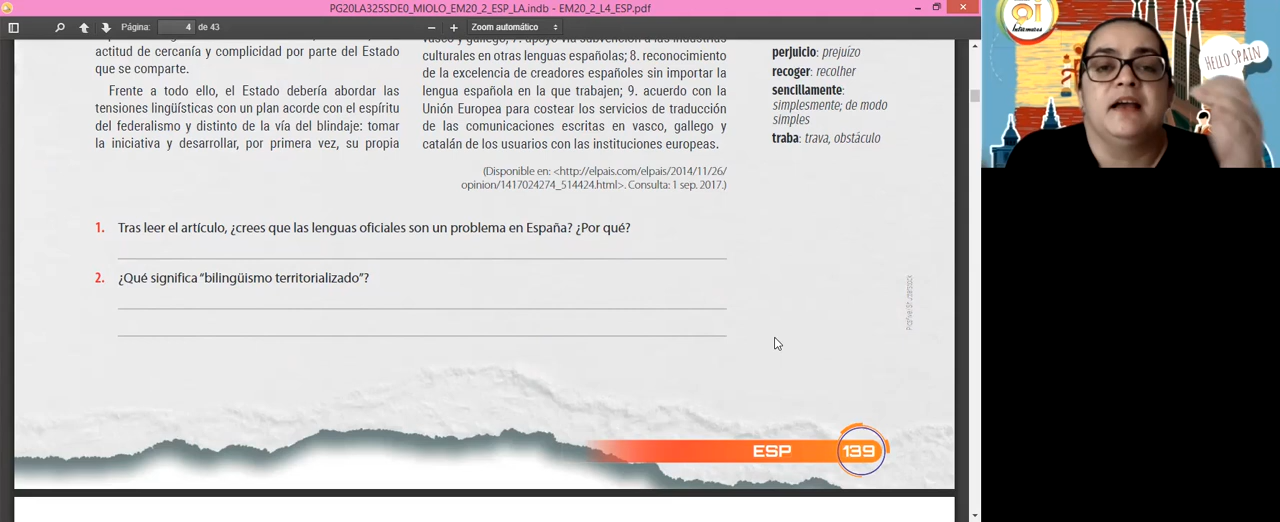 PG20LA325SDE0_MIOLO_EM20_2_ESP_LA.indb - EM20_2_L4_ESP.pdf
Página: 4 de 43
Zoom automático
actitud de cercanía y complicidad por parte del Estado
que se comparte.
Frente a todo ello, el Estado debería abordar las
tensiones lingüísticas con un plan acorde con el espíritu
del federalismo y distinto de la vía del blindaje: tomar
la iniciativa y desarrollar, por primera vez, su propia
vasco y gallego; 7. apoyo vía subvención a las industrias
culturales en otras lenguas españolas; 8. reconocimiento
de la excelencia de creadores españoles sin importar la
lengua española en la que trabajen; 9. acuerdo con la
Unión Europea para costear los servicios de traducción
de las comunicaciones escritas en vasco, gallego y
catalán de los usuarios con las instituciones europeas.
(Disponible en: <http://elpais.com/elpais/2014/11/26/
opinion/1417024274_514424.html>. Consulta: 1 sep. 2017.)
perjuicio: prejuízo
recoger: recolher
sencillamente:
simplesmente; de modo
simples
traba: trava, obstáculo
1. Tras leer el artículo, ¿crees que las lenguas oficiales son un problema en España? ¿Por qué?
2. ¿Qué significa “bilingüismo territorializado”?
ESP 139
HELLO SPAIN